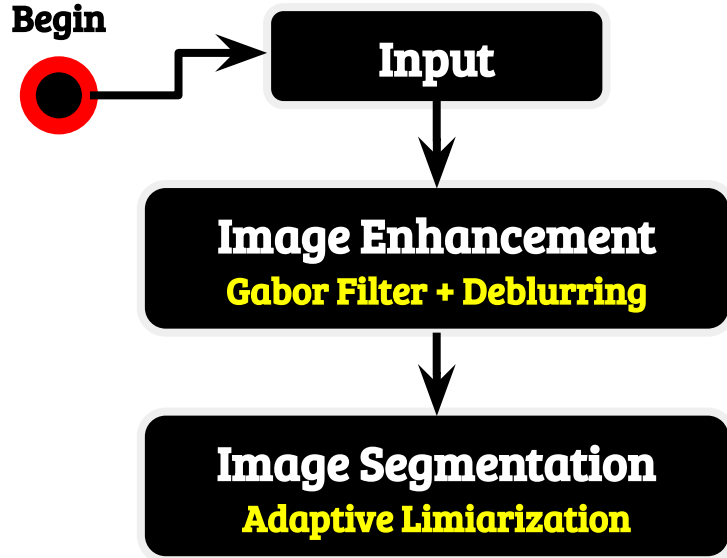 Begin
Input
Image Enhancement
Gabor Filter + Deblurring
Image Segmentation
Adaptive Limiarization